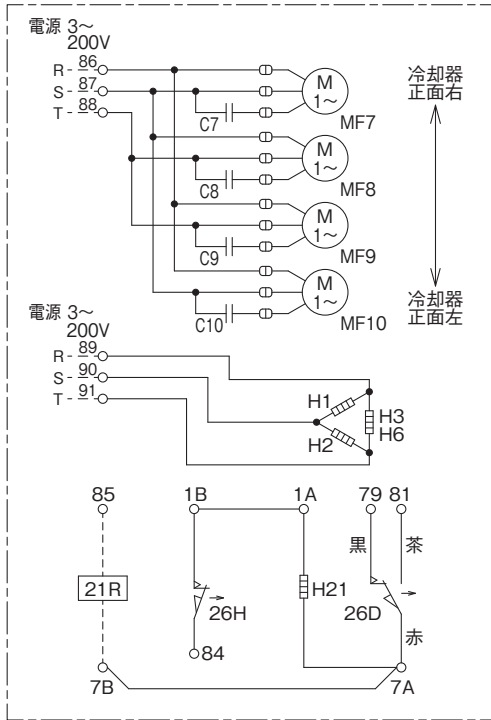 電源 3～
200V
R - 86
S - 87
T - 88
C7
M
1～
MF7
C8
M
1～
MF8
C9
M
1～
MF9
C10
M
1～
MF10
冷却器
正面右
冷却器
正面左
電源 3～
200V
R - 89
S - 90
T - 91
H1
H2
H3
H6
85
1B
1A
79
81
黒
茶
21R
26H
H21
26D
84
赤
7B
7A